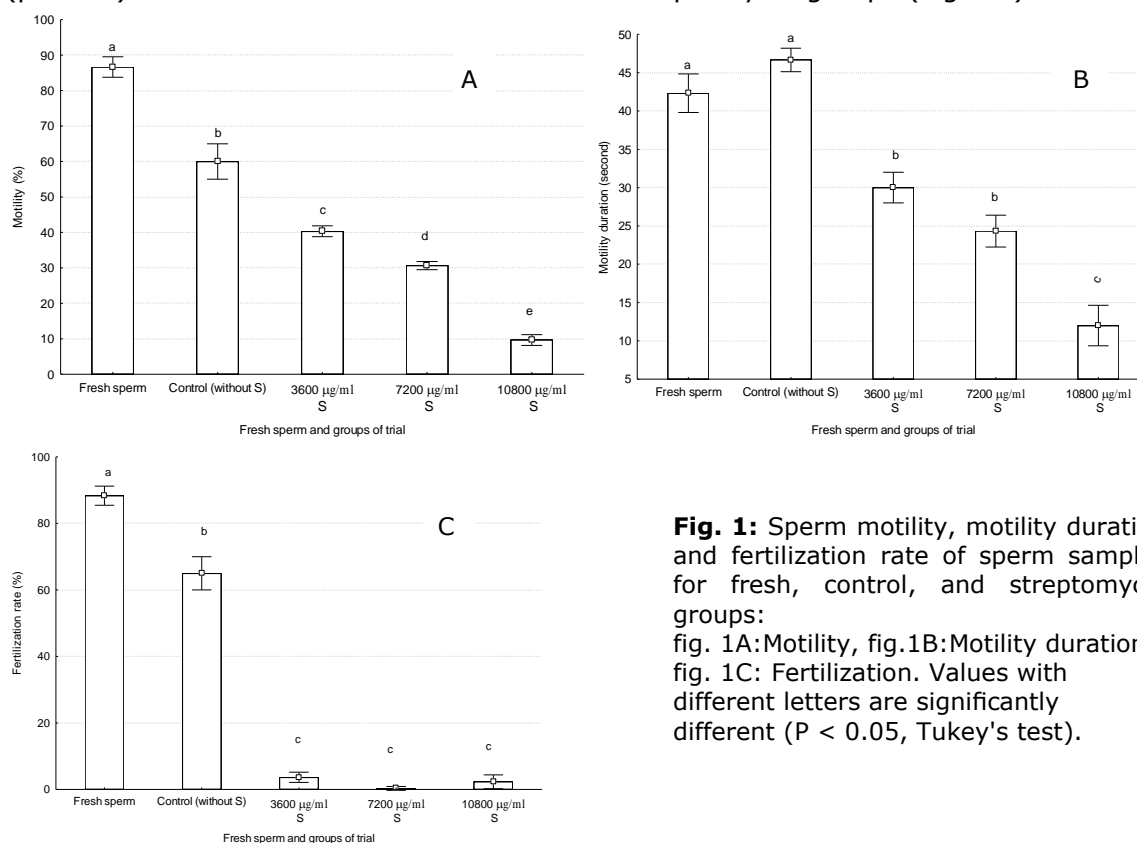 100
90
80
70
60
50
40
30
20
10
0
Motility (%)
a
b
c
d
e
A
Fresh sperm
Control (without S)
3600 µg/ml
S
7200 µg/ml
S
10800 µg/ml
S
Fresh sperm and groups of trial
50
45
40
35
30
25
20
15
10
5
Motility duration (second)
a
a
b
b
c
B
Fresh sperm
Control (without S)
3600 µg/ml
S
7200 µg/ml
S
10800 µg/ml
S
Fresh sperm and groups of trial
100
80
60
40
20
0
Fertilization rate (%)
a
b
c
c
c
C
Fresh sperm
Control (without S)
3600 µg/ml
S
7200 µg/ml
S
10800 µg/ml
S
Fresh sperm and groups of trial
Fig. 1: Sperm motility, motility durati
and fertilization rate of sperm sampl
for fresh, control, and streptomyc
groups:
fig. 1A:Motility, fig.1B:Motility duration
fig. 1C: Fertilization. Values with
different letters are significantly
different (P < 0.05, Tukey's test).